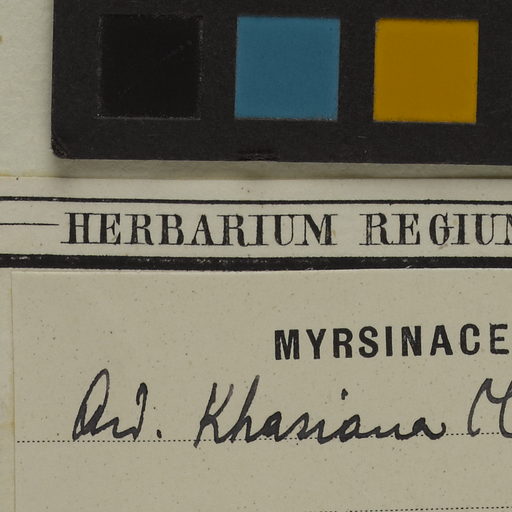 HERBARIUM REGIU
MYRSINACE
Ard. Khasiana